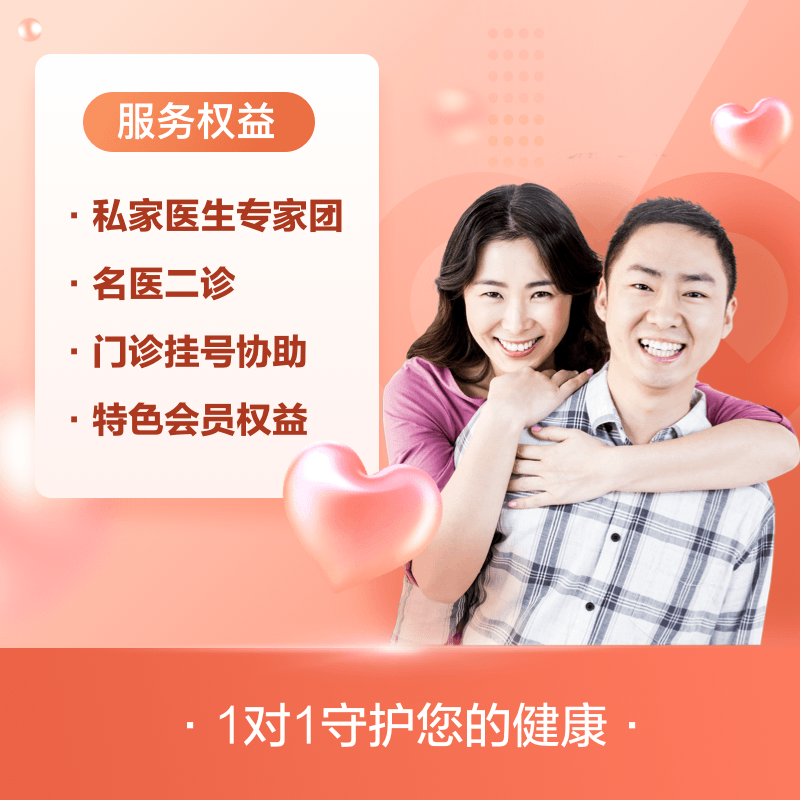 服务权益
· 私家医生专家团
· 名医二诊
· 门诊挂号协助
· 特色会员权益
· 1对1守护您的健康 ·